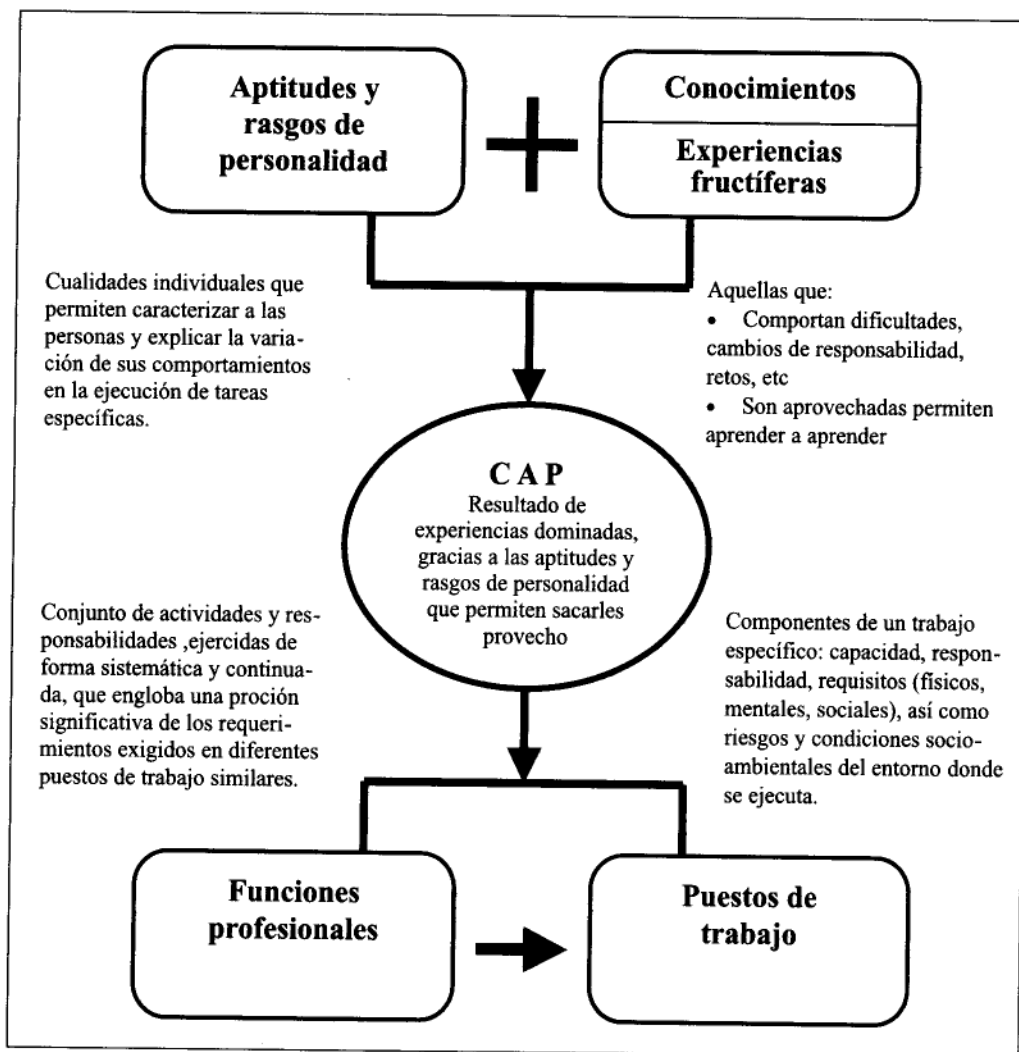 Aptitudes y
rasgos de
personalidad
Conocimientos
Experiencias
fructíferas
Cualidades individuales que
permiten caracterizar a las
personas y explicar la varia-
ción de sus comportamientos
en la ejecución de tareas
específicas.
Aquellas que:
• Comportan dificultades,
cambios de responsabilidad,
retos, etc
• Son aprovechadas permiten
aprender a aprender
C A P
Resultado de
experiencias dominadas,
gracias a las aptitudes y
rasgos de personalidad
que permiten sacarles
provecho
Conjunto de actividades y res-
ponsabilidades ,ejercidas de
forma sistemática y continua-
da, que engloba una proción
significativa de los requeri-
mientos exigidos en diferentes
puestos de trabajo similares.
Componentes de un trabajo
específico: capacidad, respon-
sabilidad, requisitos (físicos,
mentales, sociales), así como
riesgos y condiciones socio-
ambientales del entorno donde
se ejecuta.
Funciones
profesionales
Puestos de
trabajo